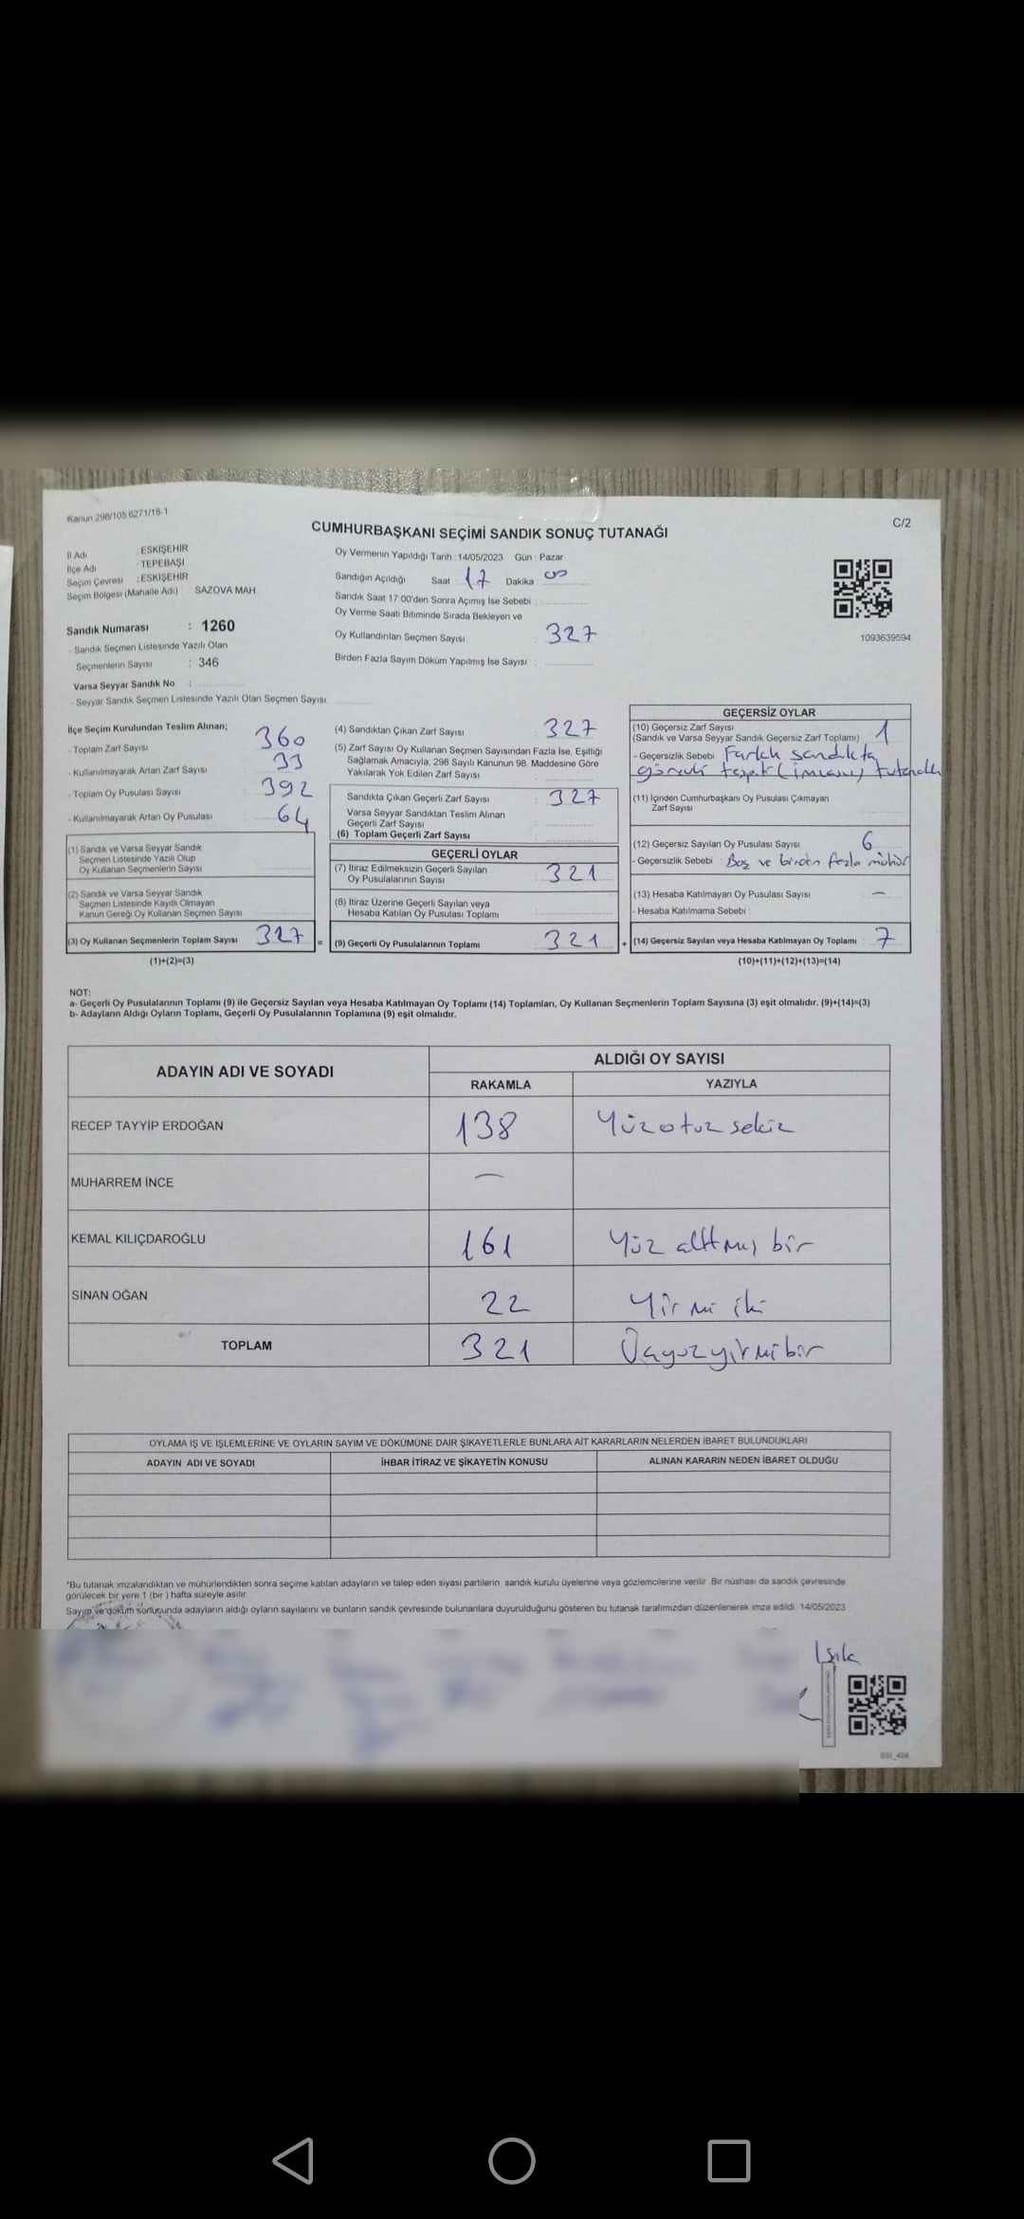 Kanun 298/105 6271/18-1
C/2
CUMHURBAŞKANI SEÇİMİ SANDIK SONUÇ TUTANAĞI
İl Adı : ESKİŞEHİR
İlçe Adı : TEPEBAŞI
Seçim Çevresi : ESKİŞEHİR
Seçim Bölgesi (Mahalle Adı) SAZOVA MAH
Sandık Numarası : 1260
- Sandık Seçmen Listesinde Yazılı Olan
Seçmenlerin Sayısı : 346
Varsa Seyyar Sandık No :
- Seyyar Sandık Seçmen Listesinde Yazılı Olan Seçmen Sayısı
Oy Vermenin Yapıldığı Tarih :14/05/2023 Gün : Pazar
Sandığın Açıldığı Saat 17 Dakika
Sandık Saat 17:00'den Sonra Açımış İse Sebebi :
Oy Verme Saati Bitiminde Sırada Bekleyen ve
Oy Kullandırılan Seçmen Sayısı : 327
Birden Fazla Sayım Döküm Yapılmış İse Sayısı :
1093639594
İlçe Seçim Kurulundan Teslim Alınan;
- Toplam Zarf Sayısı 360
- Kullanılmayarak Artan Zarf Sayısı 33
- Toplam Oy Pusulası Sayısı 392
- Kullanılmayarak Artan Oy Pusulası 64
(1) Sandık ve Varsa Seyyar Sandık
Seçmen Listesinde Yazılı Olup
Oy Kullanan Seçmenlerin Sayısı
(2) Sandık ve Varsa Seyyar Sandık
Seçmen Listesinde Kayıtlı Olmayan
Kanun Gereği Oy Kullanan Seçmen Sayısı
(3) Oy Kullanan Seçmenlerin Toplam Sayısı 327
(1)+(2)=(3)
(4) Sandıktan Çıkan Zarf Sayısı 327
(5) Zarf Sayısı Oy Kullanan Seçmen Sayısından Fazla İse, Eşitliği
Sağlamak Amacıyla, 298 Sayılı Kanunun 98. Maddesine Göre
Yakılarak Yok Edilen Zarf Sayısı
Sandıkta Çıkan Geçerli Zarf Sayısı : 327
Varsa Seyyar Sandıktan Teslim Alınan
Geçerli Zarf Sayısı
(6) Toplam Geçerli Zarf Sayısı
GEÇERLİ OYLAR
(7) İtiraz Edilmeksizin Geçerli Sayılan
Oy Pusulalarının Sayısı : 321
(8) İtiraz Üzerine Geçerli Sayılan veya
Hesaba Katılan Oy Pusulası Toplamı
= (9) Geçerli Oy Pusulalarının Toplamı 321
GEÇERSİZ OYLAR
(10) Geçersiz Zarf Sayısı
(Sandık ve Varsa Seyyar Sandık Geçersiz Zarf Toplamı) 1
- Geçersizlik Sebebi : Farklı sandıkta
görevli
(11) İçinden Cumhurbaşkanı Oy Pusulası Çıkmayan
Zarf Sayısı
(12) Geçersiz Sayılan Oy Pusulası Sayısı : 6
- Geçersizlik Sebebi Boş ve birden fazla mühür
(13) Hesaba Katılmayan Oy Pusulası Sayısı : —
- Hesaba Katılmama Sebebi :
+ (14) Geçersiz Sayılan veya Hesaba Katılmayan Oy Toplamı : 7
(10)+(11)+(12)+(13)=(14)
NOT:
a- Geçerli Oy Pusulalarının Toplamı (9) ile Geçersiz Sayılan veya Hesaba Katılmayan Oy Toplamı (14) Toplamları, Oy Kullanan Seçmenlerin Toplam Sayısına (3) eşit olmalıdır. (9)+(14)=(3)
b- Adayların Aldığı Oyların Toplamı, Geçerli Oy Pusulalarının Toplamına (9) eşit olmalıdır.
ADAYIN ADI VE SOYADI
ALDIĞI OY SAYISI
RAKAMLA YAZIYLA
RECEP TAYYİP ERDOĞAN 138 Yüzotuz sekiz
MUHARREM İNCE —
KEMAL KILIÇDAROĞLU 161 Yüz altmış bir
SİNAN OĞAN 22 Yirmi iki
TOPLAM 321 Üçyüzyirmibir
OYLAMA İŞ VE İŞLEMLERİNE VE OYLARIN SAYIM VE DÖKÜMÜNE DAİR ŞİKAYETLERLE BUNLARA AİT KARARLARIN NELERDEN İBARET BULUNDUKLARI
ADAYIN ADI VE SOYADI İHBAR İTİRAZ VE ŞİKAYETİN KONUSU ALINAN KARARIN NEDEN İBARET OLDUĞU
*Bu tutanak imzalandıktan ve mühürlendikten sonra seçime katılan adayların ve talep eden siyasi partilerin sandık kurulu üyelerine veya gözlemcilerine verilir. Bir nüshası da sandık çevresinde
görülecek bir yere 1 (bir ) hafta süreyle asılır
Sayım ve döküm sonucunda adayların aldığı oyların sayılarını ve bunların sandık çevresinde bulunanlara duyurulduğunu gösteren bu tutanak tarafımızdan düzenlenerek imza edildi. 14/05/2023
Işık